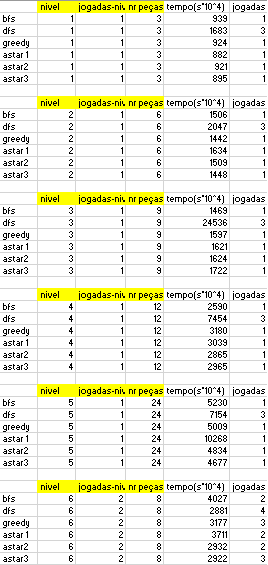 nivel jogadas-niv nr peças tempo(s*10^4) jogadas
bfs 1 1 3 939 1
dfs 1 1 3 1683 3
greedy 1 1 3 924 1
astar1 1 1 3 882 1
astar2 1 1 3 921 1
astar3 1 1 3 895 1
nivel jogadas-niv nr peças tempo(s*10^4) jogadas
bfs 2 1 6 1506 1
dfs 2 1 6 2047 3
greedy 2 1 6 1442 1
astar1 2 1 6 1634 1
astar2 2 1 6 1509 1
astar3 2 1 6 1448 1
nivel jogadas-niv nr peças tempo(s*10^4) jogadas
bfs 3 1 9 1469 1
dfs 3 1 9 24536 3
greedy 3 1 9 1597 1
astar1 3 1 9 1621 1
astar2 3 1 9 1624 1
astar3 3 1 9 1722 1
nivel jogadas-niv nr peças tempo(s*10^4) jogadas
bfs 4 1 12 2590 1
dfs 4 1 12 7454 3
greedy 4 1 12 3180 1
astar1 4 1 12 3039 1
astar2 4 1 12 2865 1
astar3 4 1 12 2965 1
nivel jogadas-niv nr peças tempo(s*10^4) jogadas
bfs 5 1 24 5230 1
dfs 5 1 24 7154 3
greedy 5 1 24 5009 1
astar1 5 1 24 10268 1
astar2 5 1 24 4834 1
astar3 5 1 24 4677 1
nivel jogadas-niv nr peças tempo(s*10^4) jogadas
bfs 6 2 8 4027 2
dfs 6 2 8 2881 4
greedy 6 2 8 3177 3
astar1 6 2 8 3711 2
astar2 6 2 8 2932 2
astar3 6 2 8 2922 3